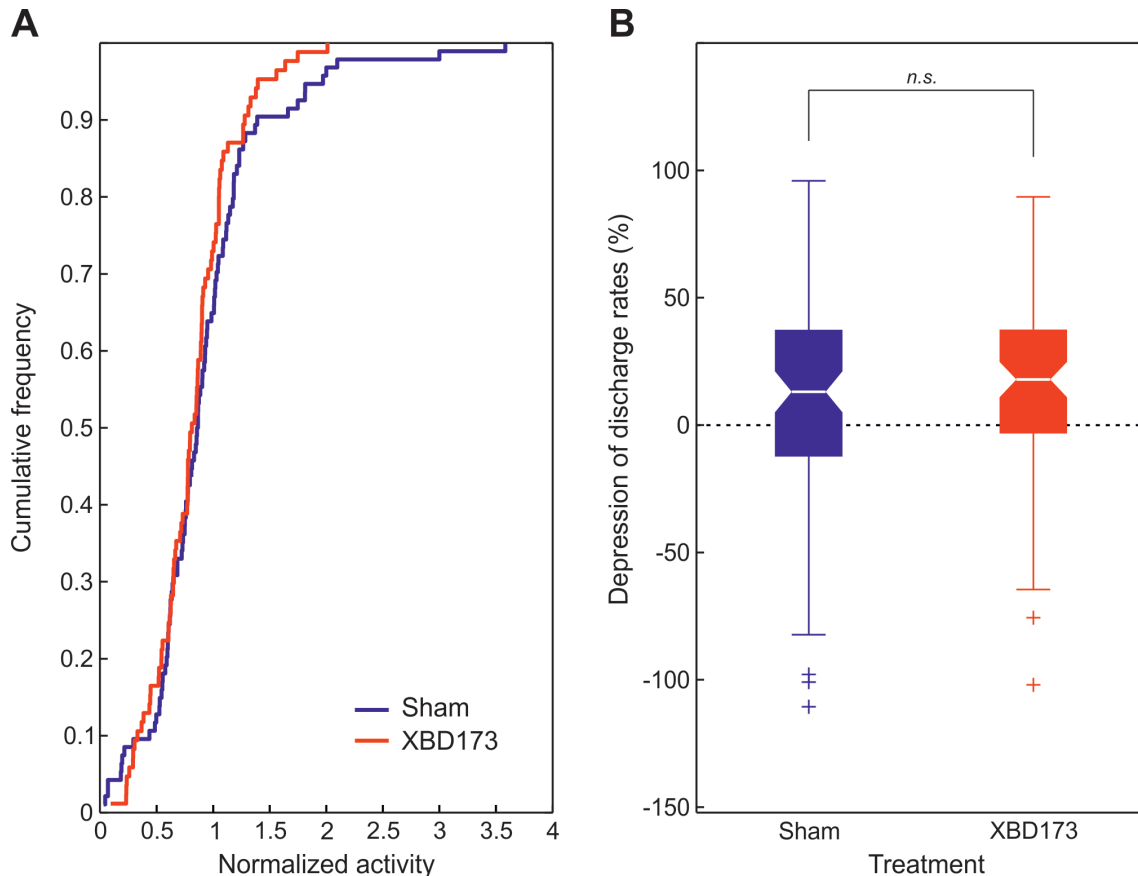 A
Cumulative frequency
0.9
0.8
0.7
0.6
0.5
0.4
0.3
0.2
0.1
0
0 0.5 1 1.5 2 2.5 3 3.5 4
Normalized activity
Sham
XBD173
B
Depression of discharge rates (%)
n.s.
100
50
0
-50
-100
-150
Sham XBD173
Treatment